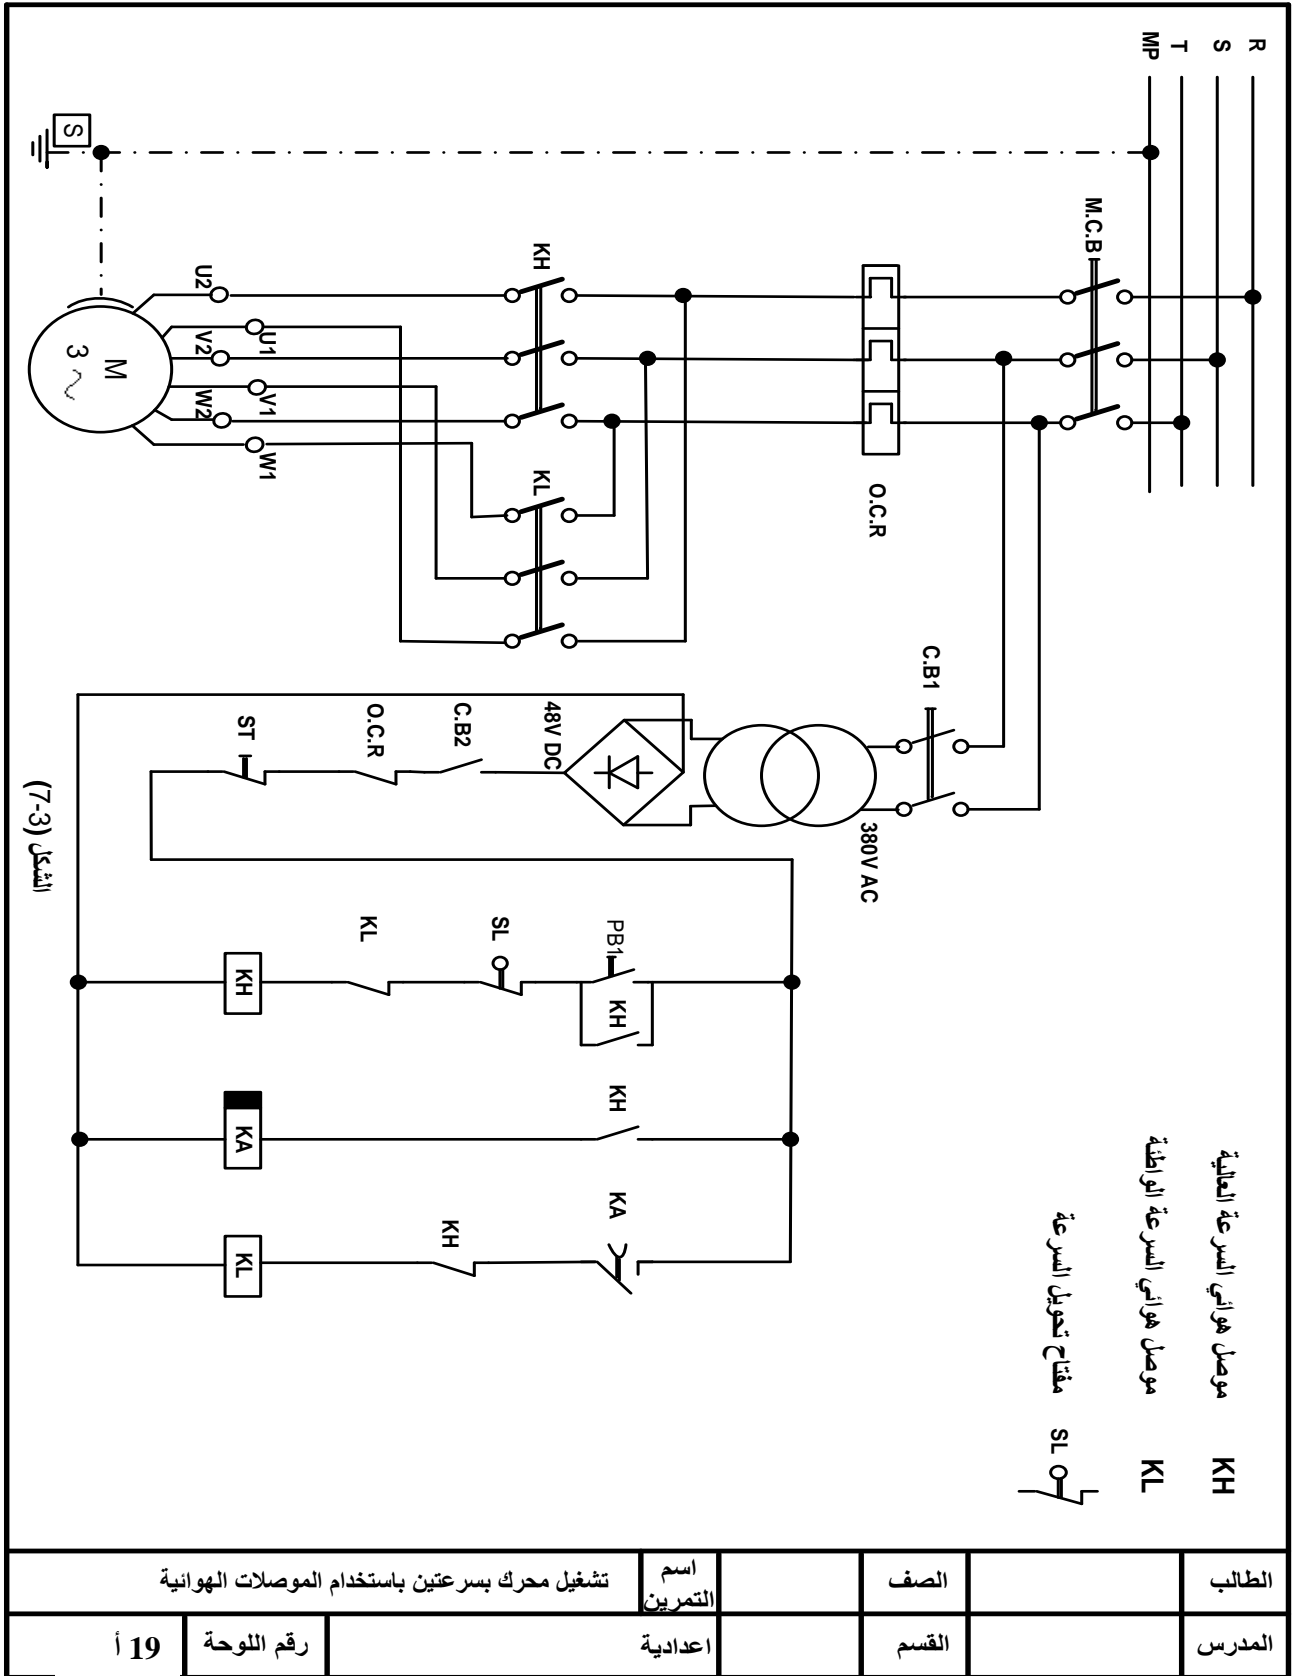 R
S
T
MP
M.C.B
O.C.R
KH
KL
U2
U1
V2
V1
W2
W1
M
3 ~
S
C.B1
380V AC
48V DC
C.B2
O.C.R
ST
PB1
KH
SL
KL
KH
KH
KA
KA
KH
KL
موصل هوائي السرعة العالية KH
موصل هوائي السرعة الواطئة KL
مفتاح تحويل السرعة SL
الشكل (7-3)
الطالب
الصف
اسم
التمرين
تشغيل محرك بسرعتين باستخدام الموصلات الهوائية
المدرس
القسم
اعدادية
رقم اللوحة
19 أ